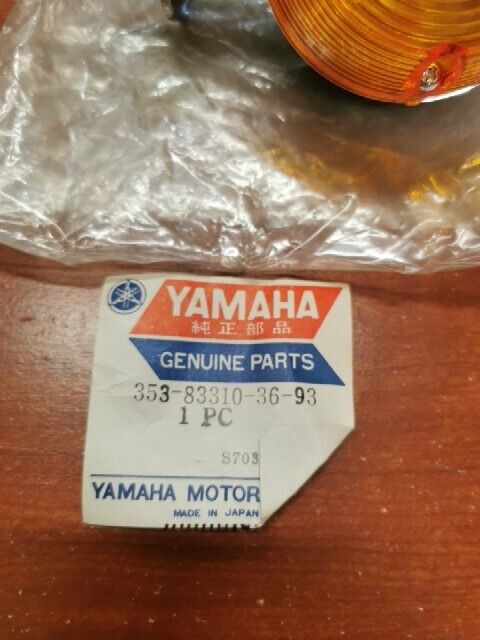 YAMAHA
純正部品
GENUINE PARTS
353-83310-36-93
1 PC
S703
YAMAHA MOTOR
MADE IN JAPAN